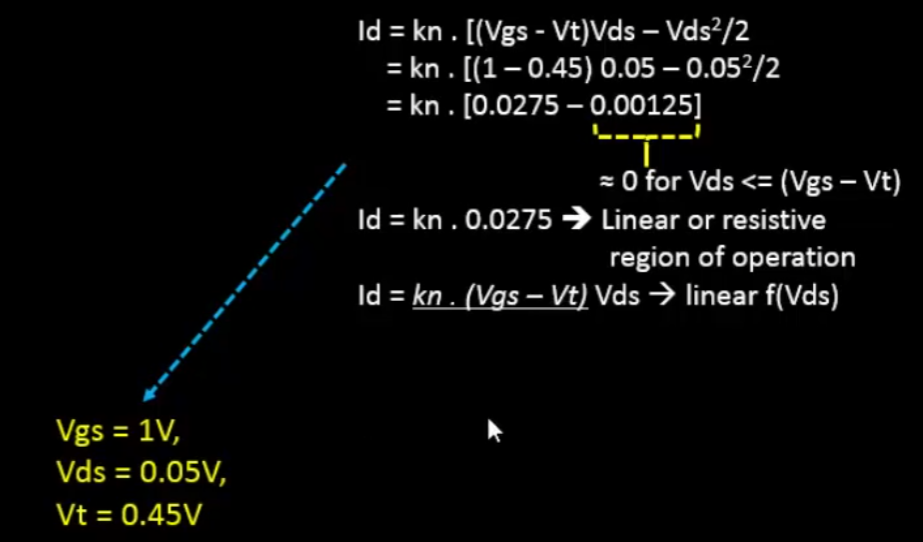 Id = kn . [(Vgs - Vt)Vds – Vds²/2
= kn . [(1 – 0.45) 0.05 – 0.05²/2
= kn . [0.0275 – 0.00125]
≈ 0 for Vds <= (Vgs – Vt)
Id = kn . 0.0275 ➔ Linear or resistive
region of operation
Id = kn . (Vgs – Vt) Vds → linear f(Vds)
Vgs = 1V,
Vds = 0.05V,
Vt = 0.45V